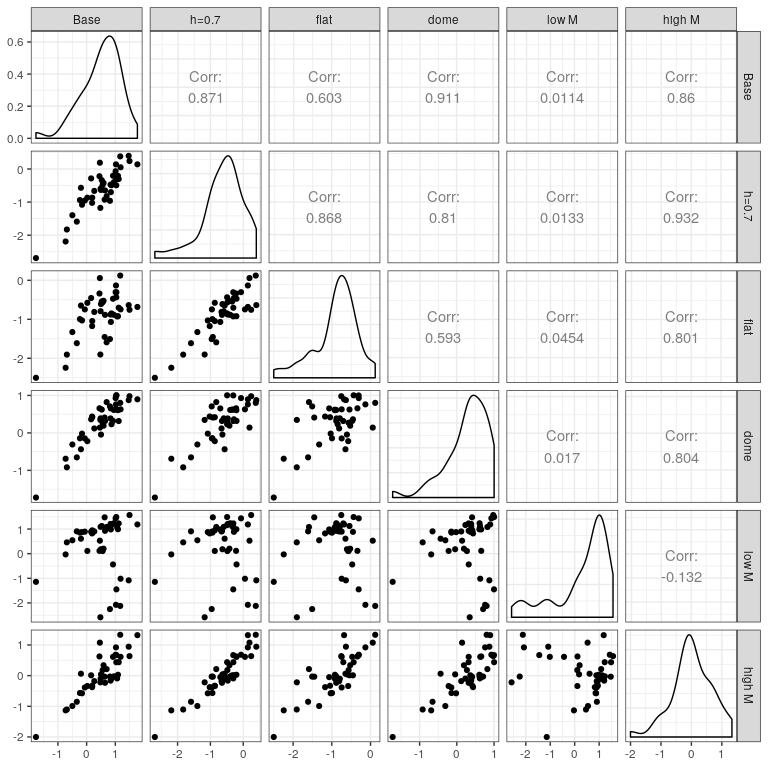 Base h=0.7 flat dome low M high M
0.6
0.4
0.2
0.0
Corr:
0.871
Corr:
0.603
Corr:
0.911
Corr:
0.0114
Corr:
0.86
Base
0
-1
-2
Corr:
0.868
Corr:
0.81
Corr:
0.0133
Corr:
0.932
h=0.7
0
-1
-2
Corr:
0.593
Corr:
0.0454
Corr:
0.801
flat
1
0
-1
Corr:
0.017
Corr:
0.804
dome
1
0
-1
-2
Corr:
-0.132
low M
1
0
-1
-2
high M
-1 0 1 -2 -1 0 -2 -1 0 -1 0 1 -2 -1 0 1 -2 -1 0 1